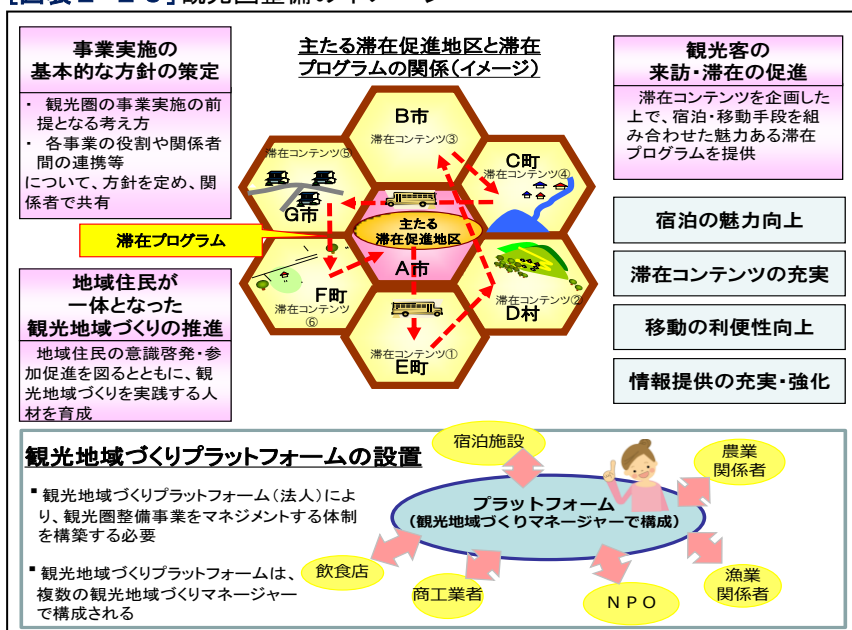 事業実施の
基本的な方針の策定
・ 観光圏の事業実施の前
提となる考え方
・ 各事業の役割や関係者
間の連携等
について、方針を定め、関
係者で共有
滞在プログラム
地域住民が
一体となった
観光地域づくりの推進
地域住民の意識啓発・参
加促進を図るとともに、観
光地域づくりを実践する人
材を育成
主たる滞在促進地区と滞在
プログラムの関係(イメージ)
B市
滞在コンテンツ③
C町
滞在コンテンツ④
滞在コンテンツ⑤
G市
主たる
滞在促進地区
A市
F町
滞在コンテンツ
⑥
滞在コンテンツ②
D村
滞在コンテンツ①
E町
観光客の
来訪・滞在の促進
滞在コンテンツを企画した
上で、宿泊・移動手段を組
み合わせた魅力ある滞在
プログラムを提供
宿泊の魅力向上
滞在コンテンツの充実
移動の利便性向上
情報提供の充実・強化
観光地域づくりプラットフォームの設置
▪ 観光地域づくりプラットフォーム(法人)によ
り、観光圏整備事業をマネジメントする体制
を構築する必要
▪ 観光地域づくりプラットフォームは、
複数の観光地域づくりマネージャー
で構成される
宿泊施設
農業
関係者
プラットフォーム
(観光地域づくりマネージャーで構成)
飲食店
商工業者
NPO
漁業
関係者